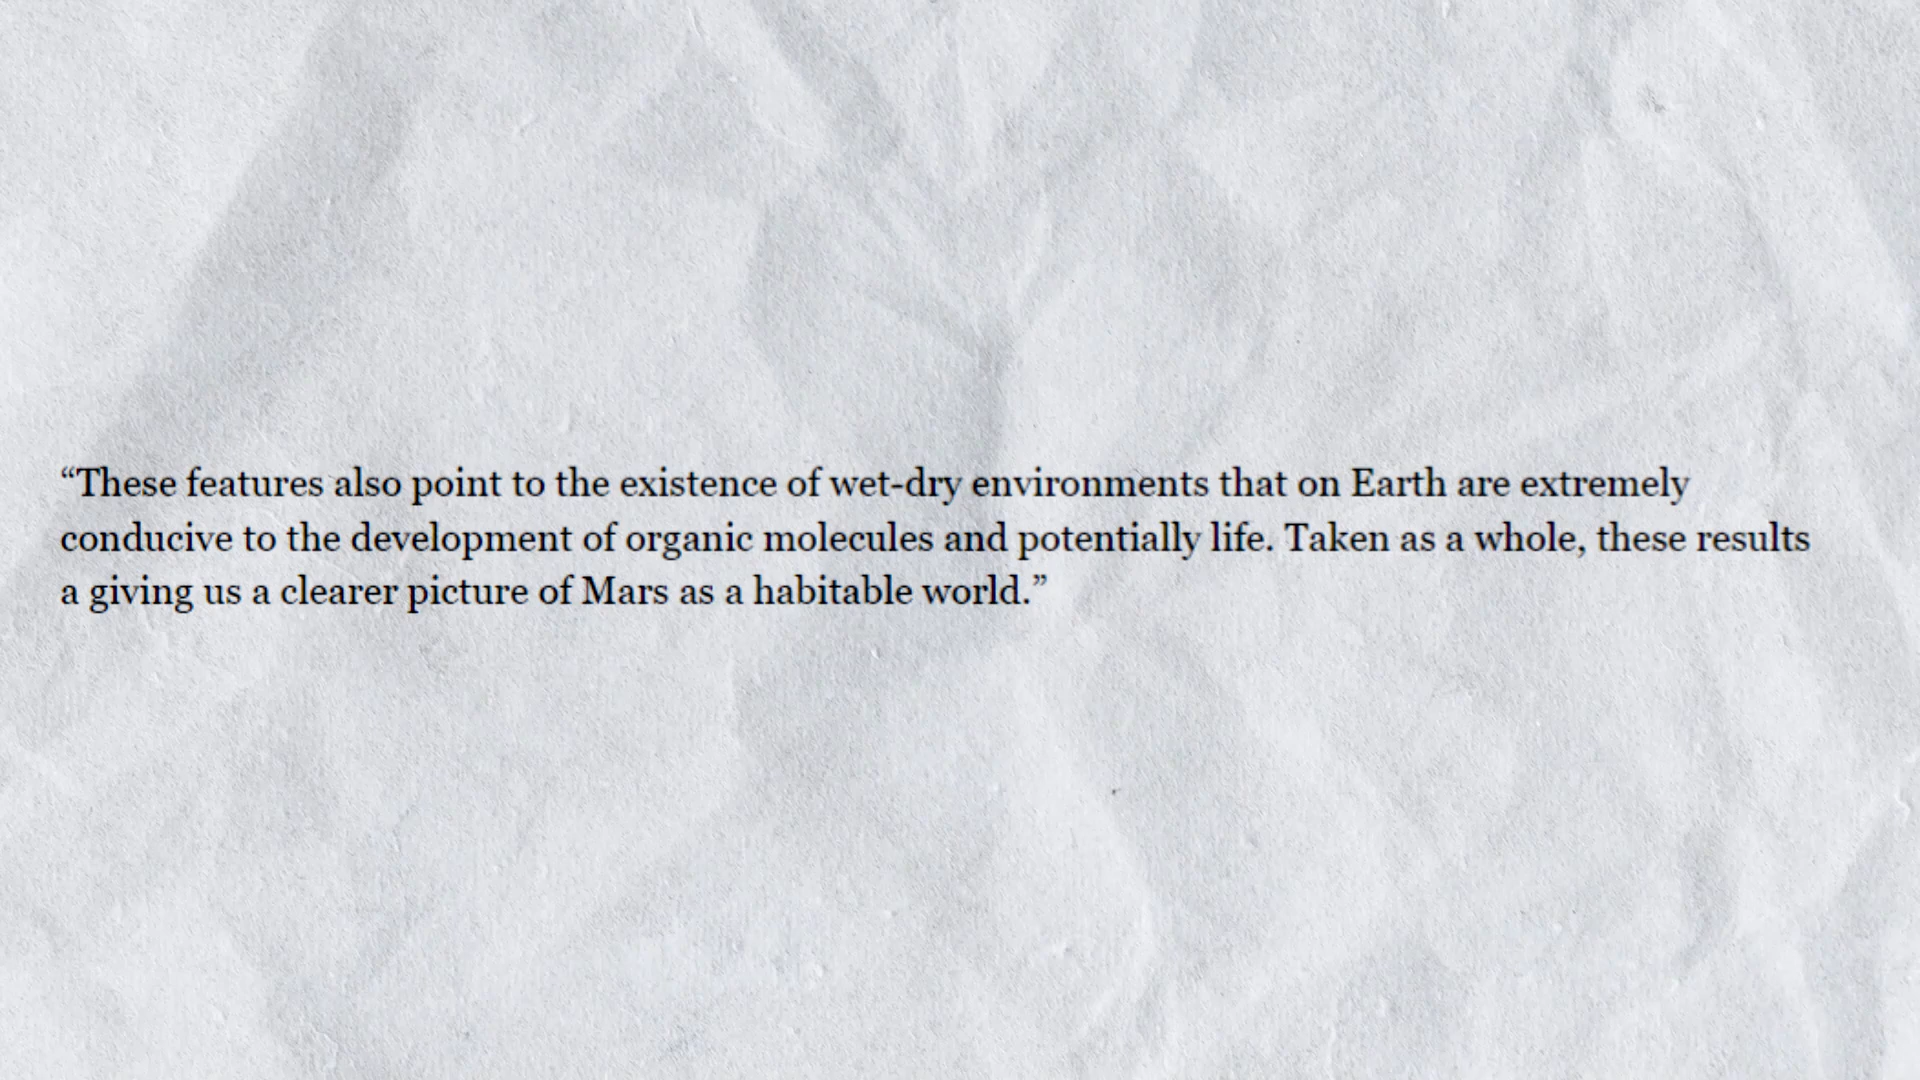 “These features also point to the existence of wet-dry environments that on Earth are extremely
conducive to the development of organic molecules and potentially life. Taken as a whole, these results
a giving us a clearer picture of Mars as a habitable world.”